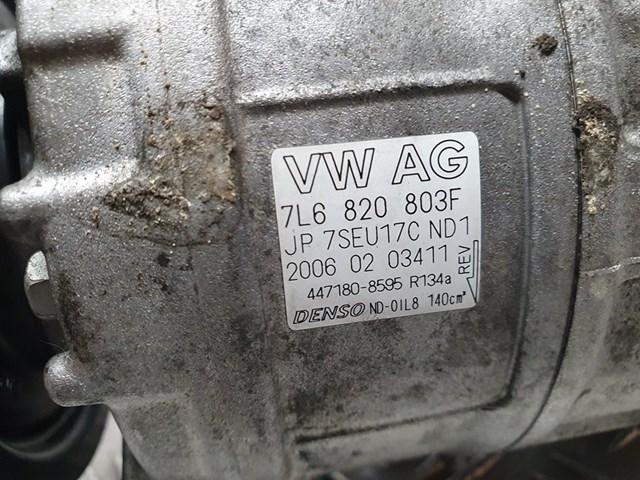 VW AG
7L6 820 803F
JP 7SEU17C ND1
2006 02 03411
REV
447180-8595 R134a
DENSO ND-OIL8 140cm³